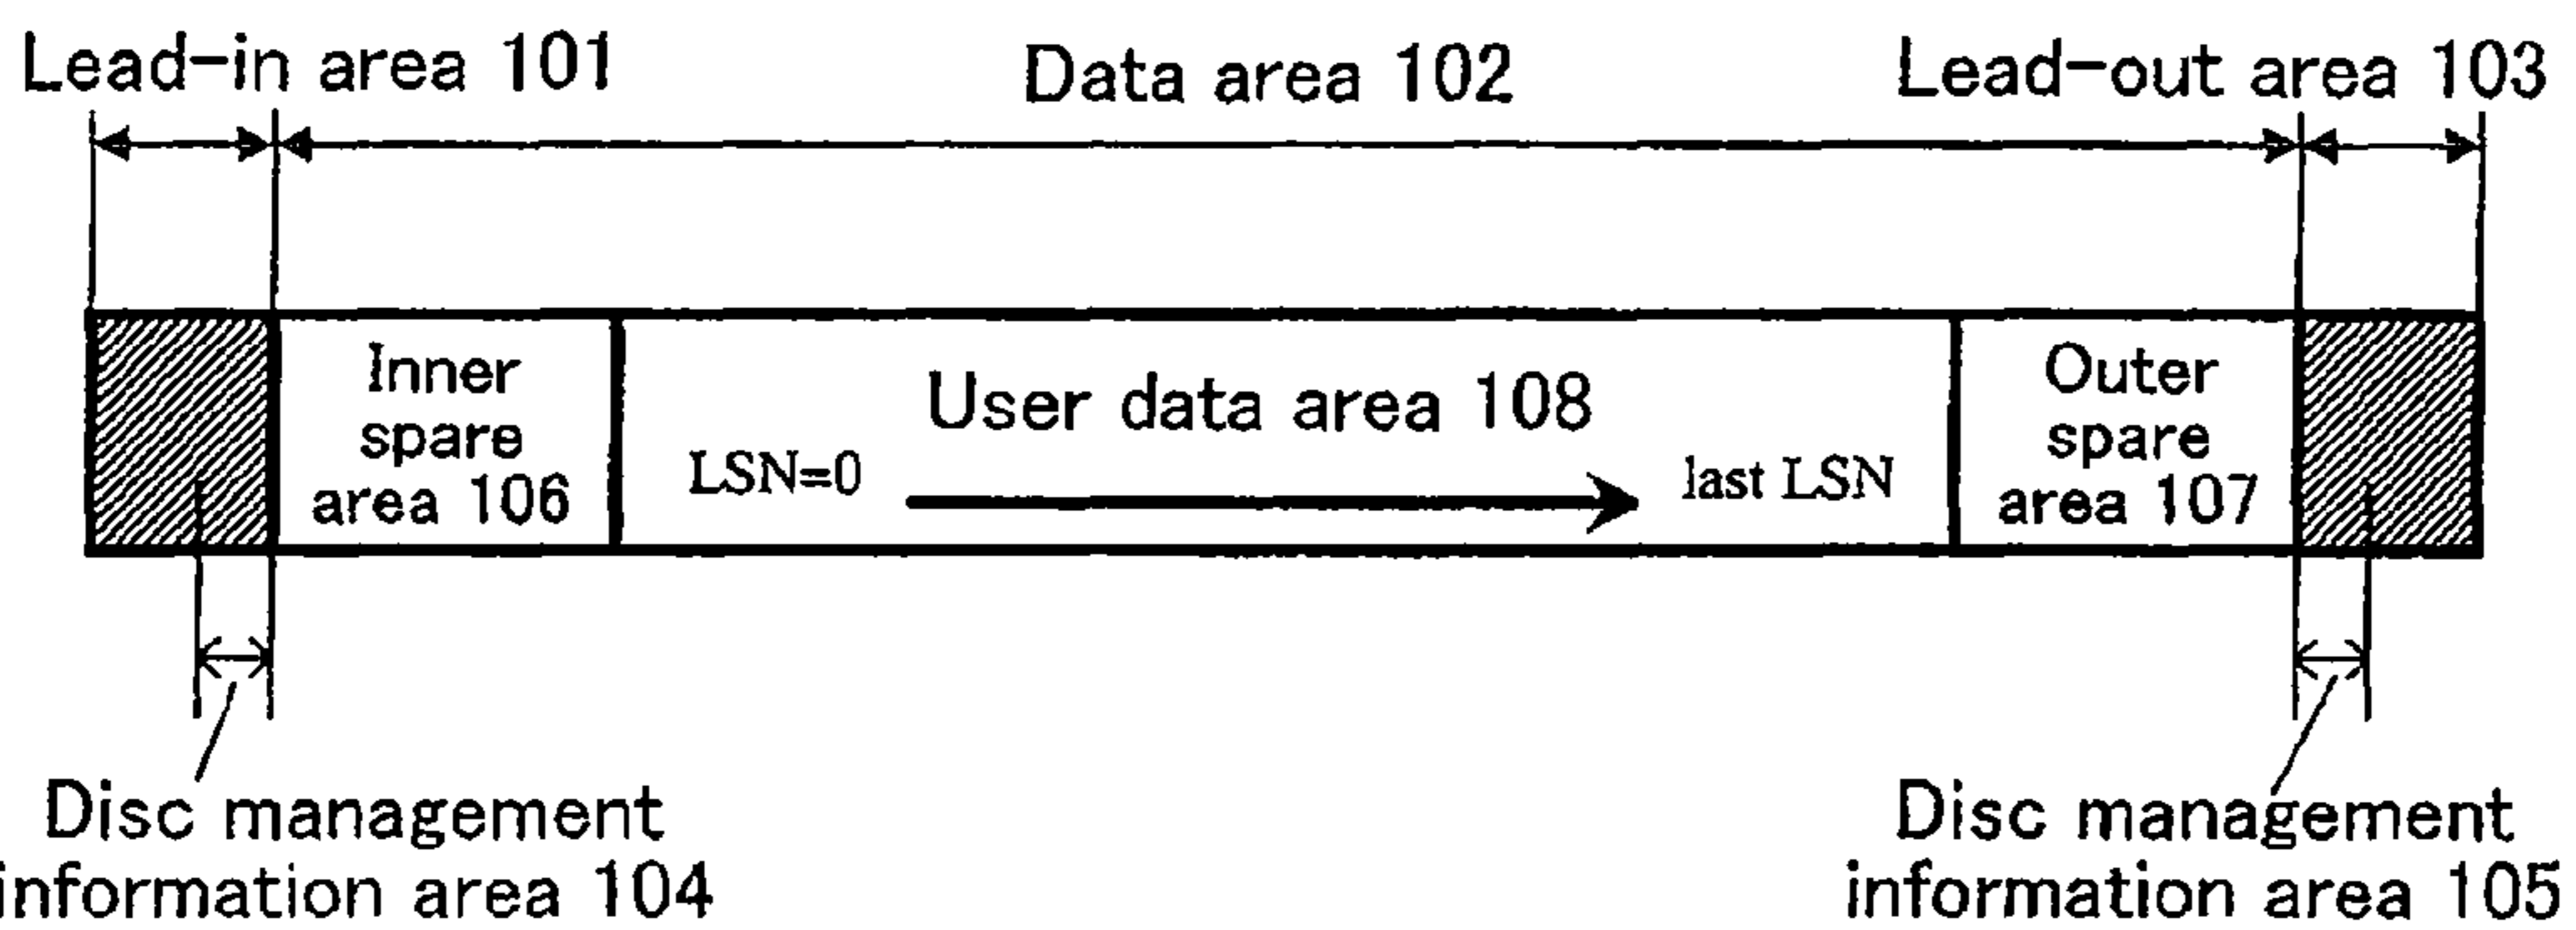 Lead-in area 101
Data area 102
Lead-out area 103
Inner
spare
area 106
User data area 108
LSN=0
last LSN
Outer
spare
area 107
Disc management
information area 104
Disc management
information area 105